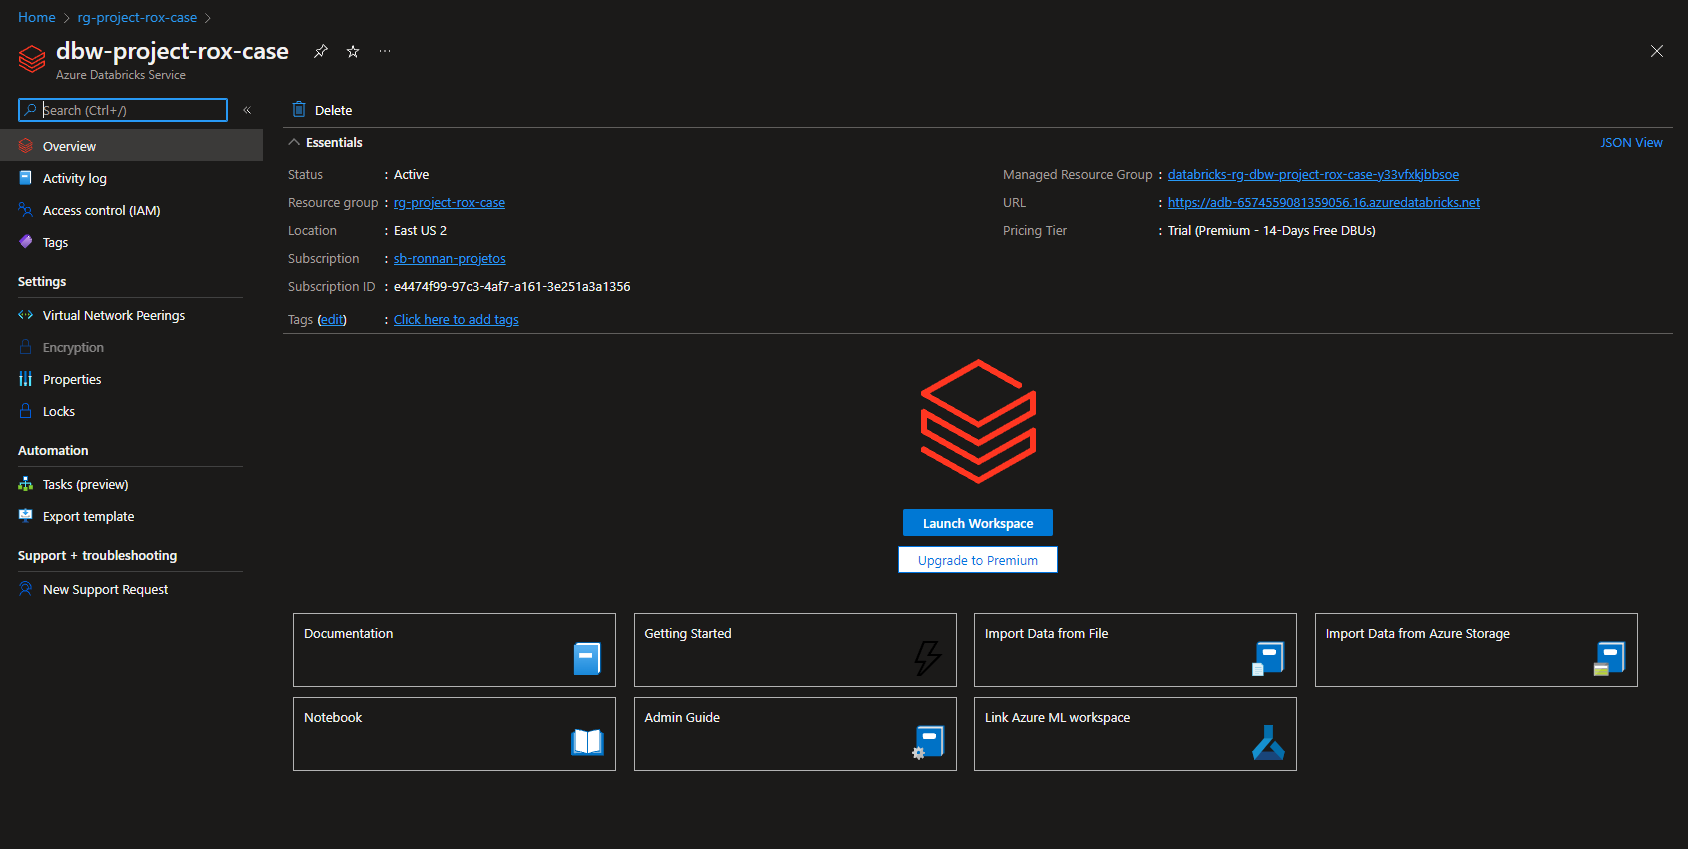 Home > rg-project-rox-case >
dbw-project-rox-case
Azure Databricks Service
Search (Ctrl+/)
«
Overview
Activity log
Access control (IAM)
Tags
Settings
Virtual Network Peerings
Encryption
Properties
Locks
Automation
Tasks (preview)
Export template
Support + troubleshooting
New Support Request
Delete
Essentials
JSON View
Status : Active
Resource group : rg-project-rox-case
Location : East US 2
Subscription : sb-ronnan-projetos
Subscription ID : e4474f99-97c3-4af7-a161-3e251a3a1356
Tags (edit) : Click here to add tags
Managed Resource Group : databricks-rg-dbw-project-rox-case-y33vfxkjbbsoe
URL : https://adb-6574559081359056.16.azuredatabricks.net
Pricing Tier : Trial (Premium - 14-Days Free DBUs)
Launch Workspace
Upgrade to Premium
Documentation
Getting Started
Import Data from File
Import Data from Azure Storage
Notebook
Admin Guide
Link Azure ML workspace